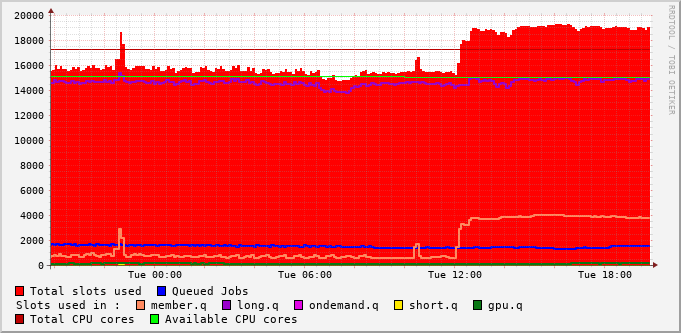 20000
18000
16000
14000
12000
10000
8000
6000
4000
2000
0
Tue 00:00 Tue 06:00 Tue 12:00 Tue 18:00
RRDTOOL / TOBI OETIKER
Total slots used Queued Jobs
Slots used in : member.q long.q ondemand.q short.q gpu.q
Total CPU cores Available CPU cores